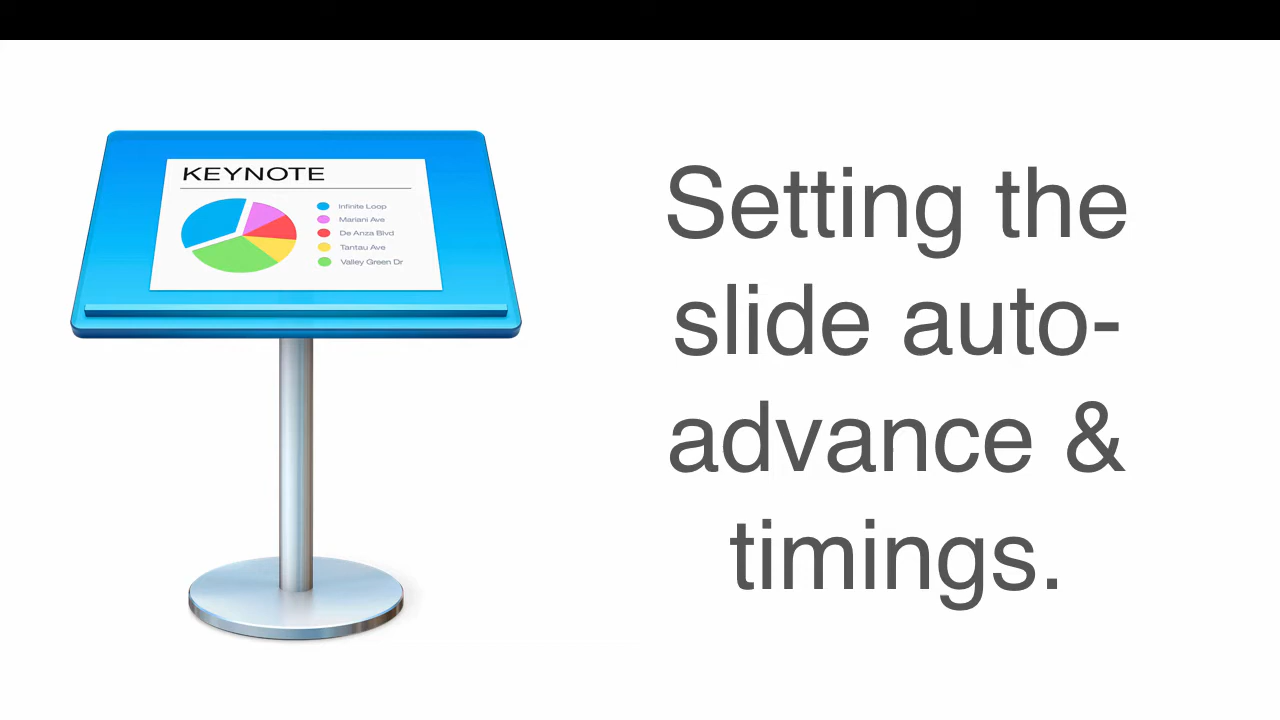 KEYNOTE
Infinite Loop
Mariani Ave
De Anza Blvd
Tantau Ave
Valley Green Dr
Setting the
slide auto-
advance &
timings.